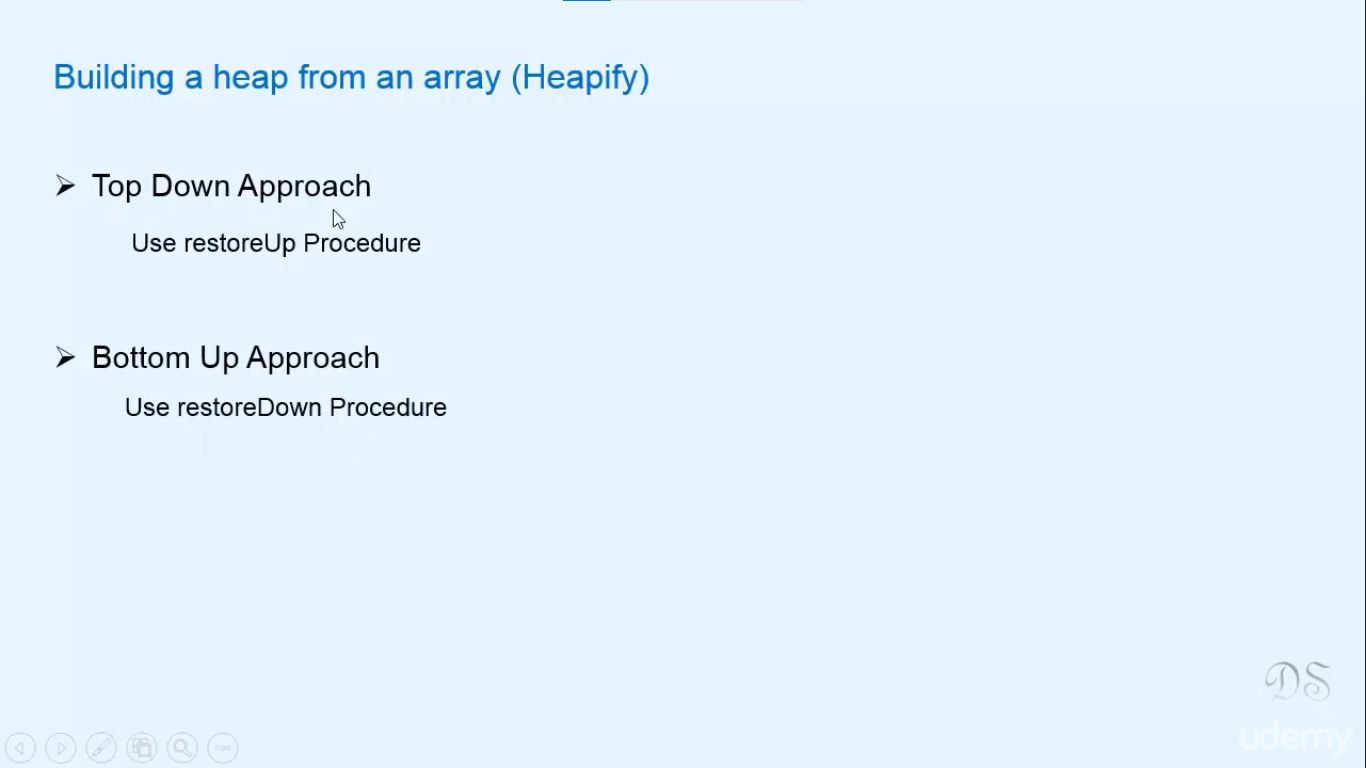 Building a heap from an array (Heapify)
Top Down Approach
Use restoreUp Procedure
Bottom Up Approach
Use restoreDown Procedure
DS
udemy